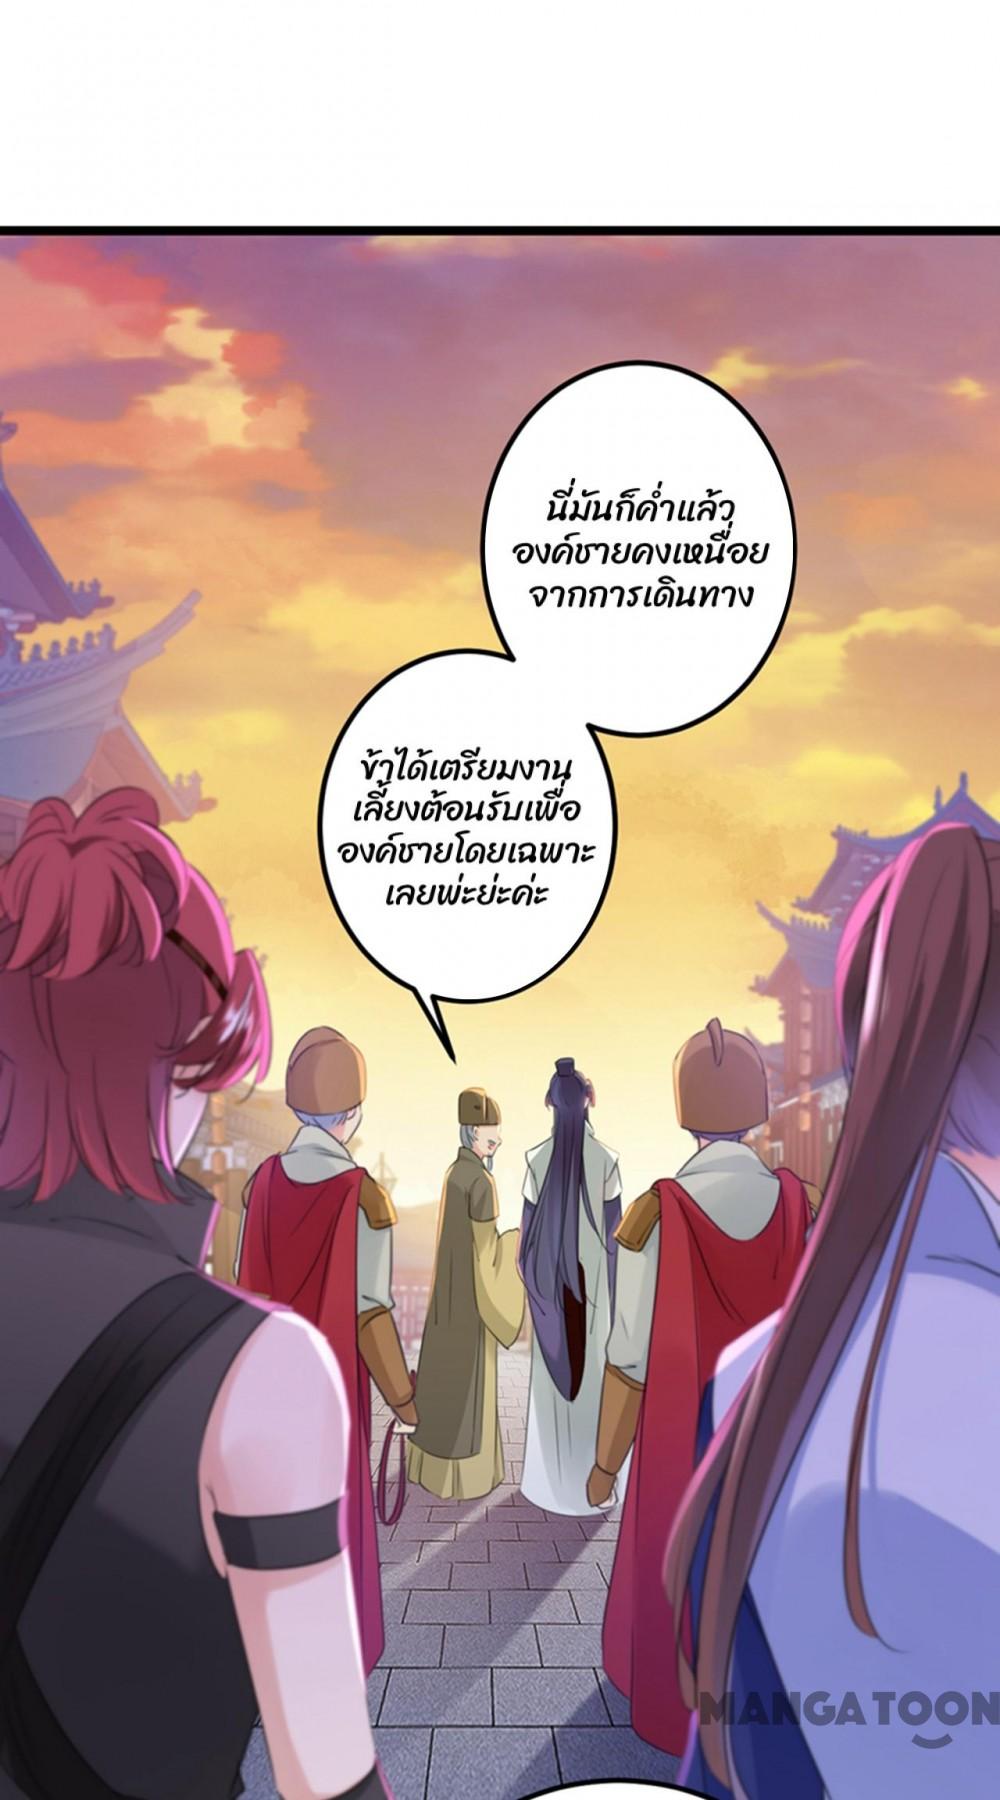 นี่มันก็ค่ำแล้ว
องค์ชายคงเหนื่อย
จากการเดินทาง
ข้าได้เตรียมงาน
เลี้ยงต้อนรับเพื่อ
องค์ชายโดยเฉพาะ
เลยพ่ะย่ะค่ะ
MANGATOON